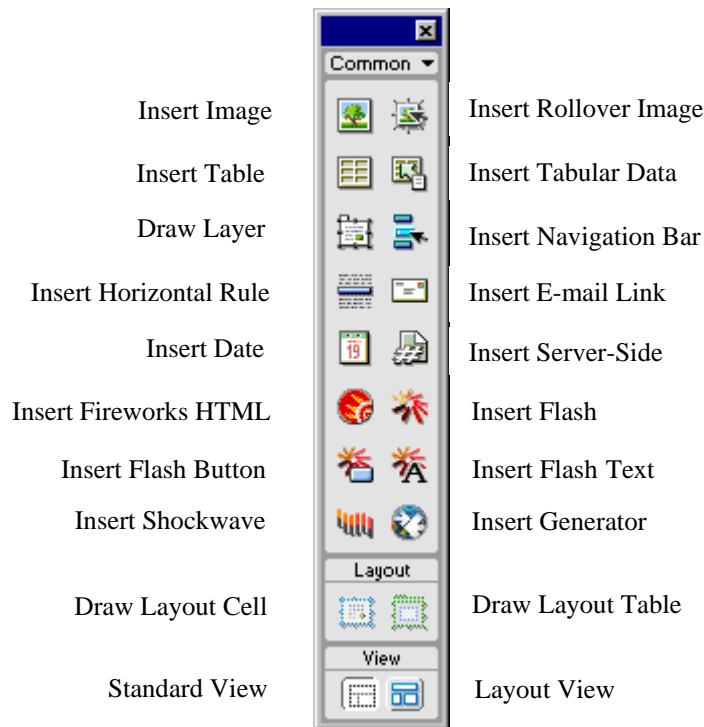 Common
Insert Image
Insert Rollover Image
Insert Table
Insert Tabular Data
Draw Layer
Insert Navigation Bar
Insert Horizontal Rule
Insert E-mail Link
Insert Date
19
Insert Server-Side
Insert Fireworks HTML
Insert Flash
Insert Flash Button
A
Insert Flash Text
Insert Shockwave
Insert Generator
Layout
Draw Layout Cell
Draw Layout Table
View
Standard View
Layout View